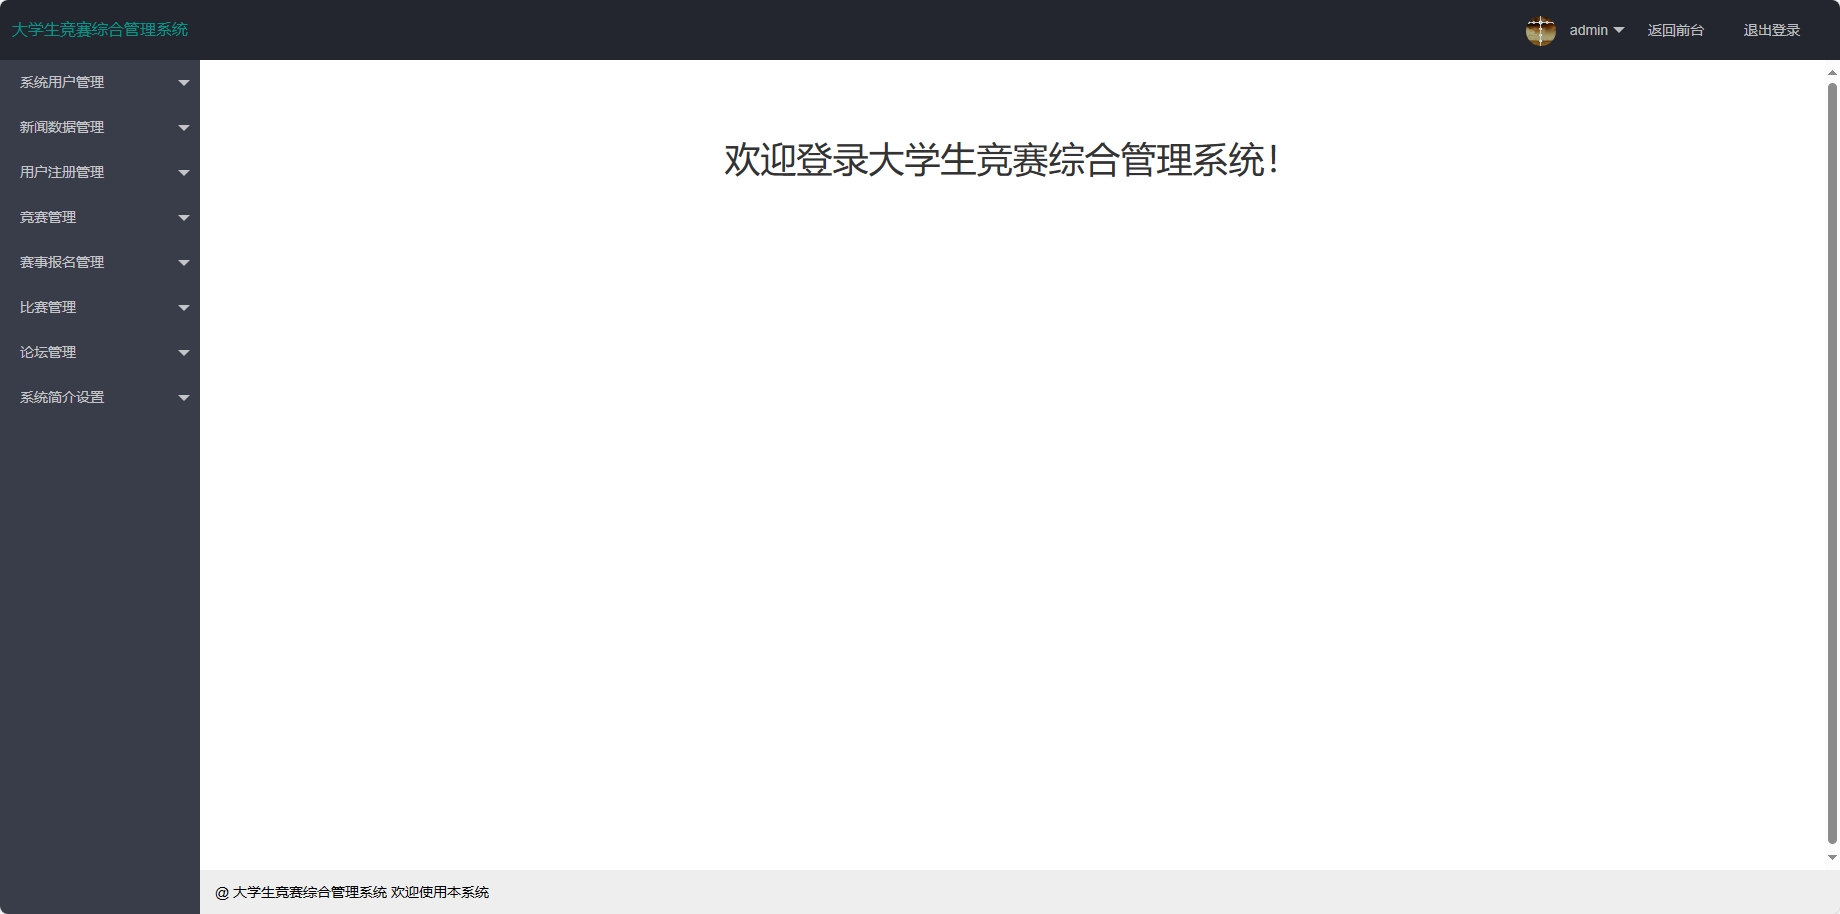 大学生竞赛综合管理系统
admin
返回前台
退出登录
系统用户管理
新闻数据管理
用户注册管理
竞赛管理
赛事报名管理
比赛管理
论坛管理
系统简介设置
欢迎登录大学生竞赛综合管理系统！
@ 大学生竞赛综合管理系统 欢迎使用本系统